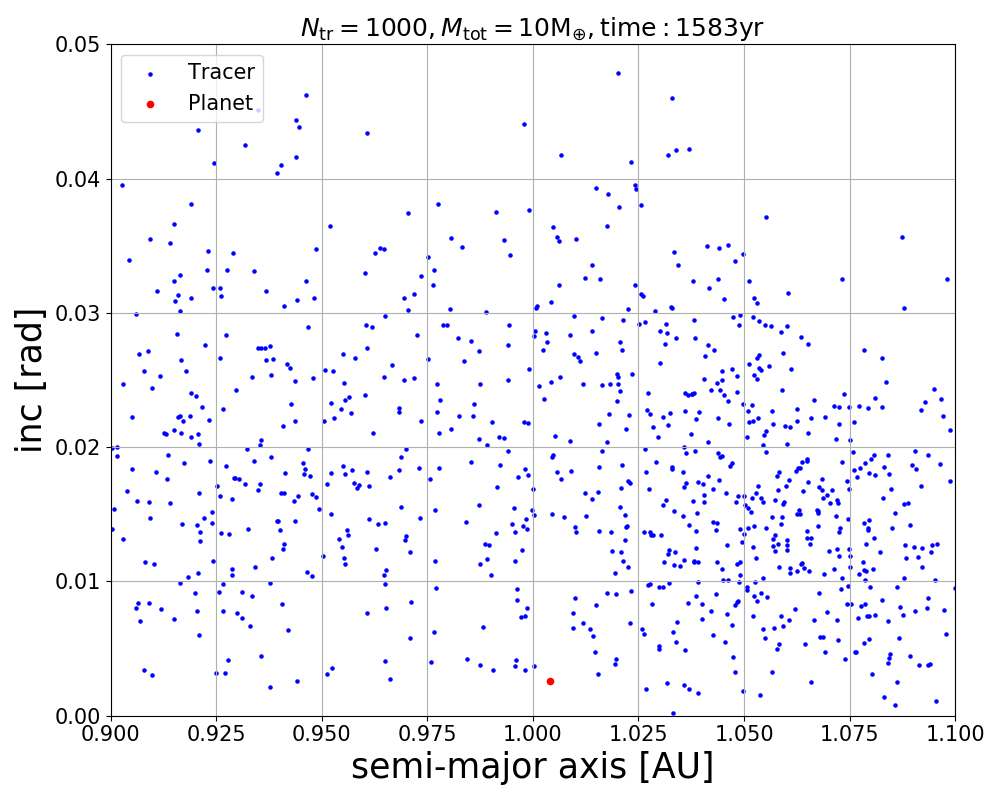 N_tr = 1000, M_tot = 10M_⊕, time : 1583yr
0.05
Tracer
Planet
0.04
0.03
inc [rad]
0.02
0.01
0.00
0.900 0.925 0.950 0.975 1.000 1.025 1.050 1.075 1.100
semi-major axis [AU]